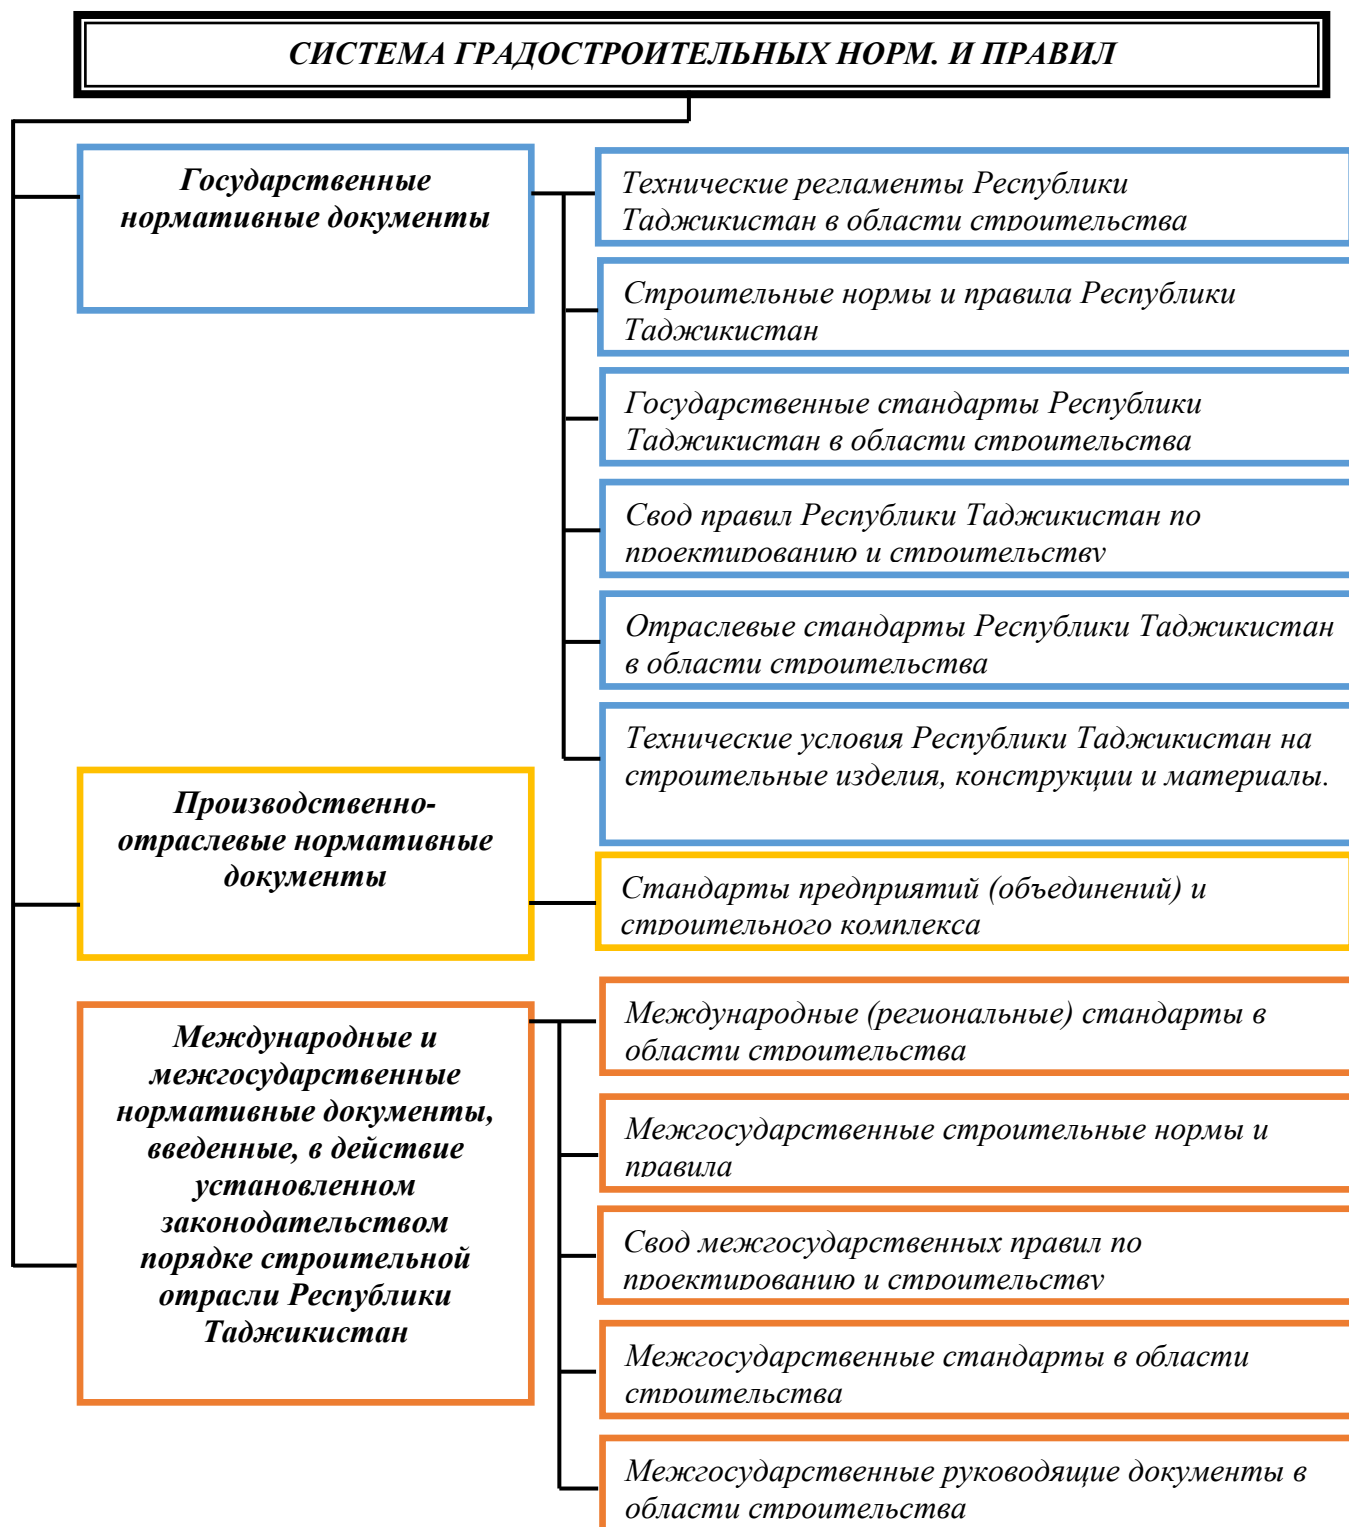 СИСТЕМА ГРАДОСТРОИТЕЛЬНЫХ НОРМ. И ПРАВИЛ
Государственные
нормативные документы
Технические регламенты Республики
Таджикистан в области строительства
Строительные нормы и правила Республики
Таджикистан
Государственные стандарты Республики
Таджикистан в области строительства
Свод правил Республики Таджикистан по
проектированию и строительству
Отраслевые стандарты Республики Таджикистан
в области строительства
Технические условия Республики Таджикистан на
строительные изделия, конструкции и материалы.
Производственно-
отраслевые нормативные
документы
Стандарты предприятий (объединений) и
строительного комплекса
Международные и
межгосударственные
нормативные документы,
введенные, в действие
установленном
законодательством
порядке строительной
отрасли Республики
Таджикистан
Международные (региональные) стандарты в
области строительства
Межгосударственные строительные нормы и
правила
Свод межгосударственных правил по
проектированию и строительству
Межгосударственные стандарты в области
строительства
Межгосударственные руководящие документы в
области строительства